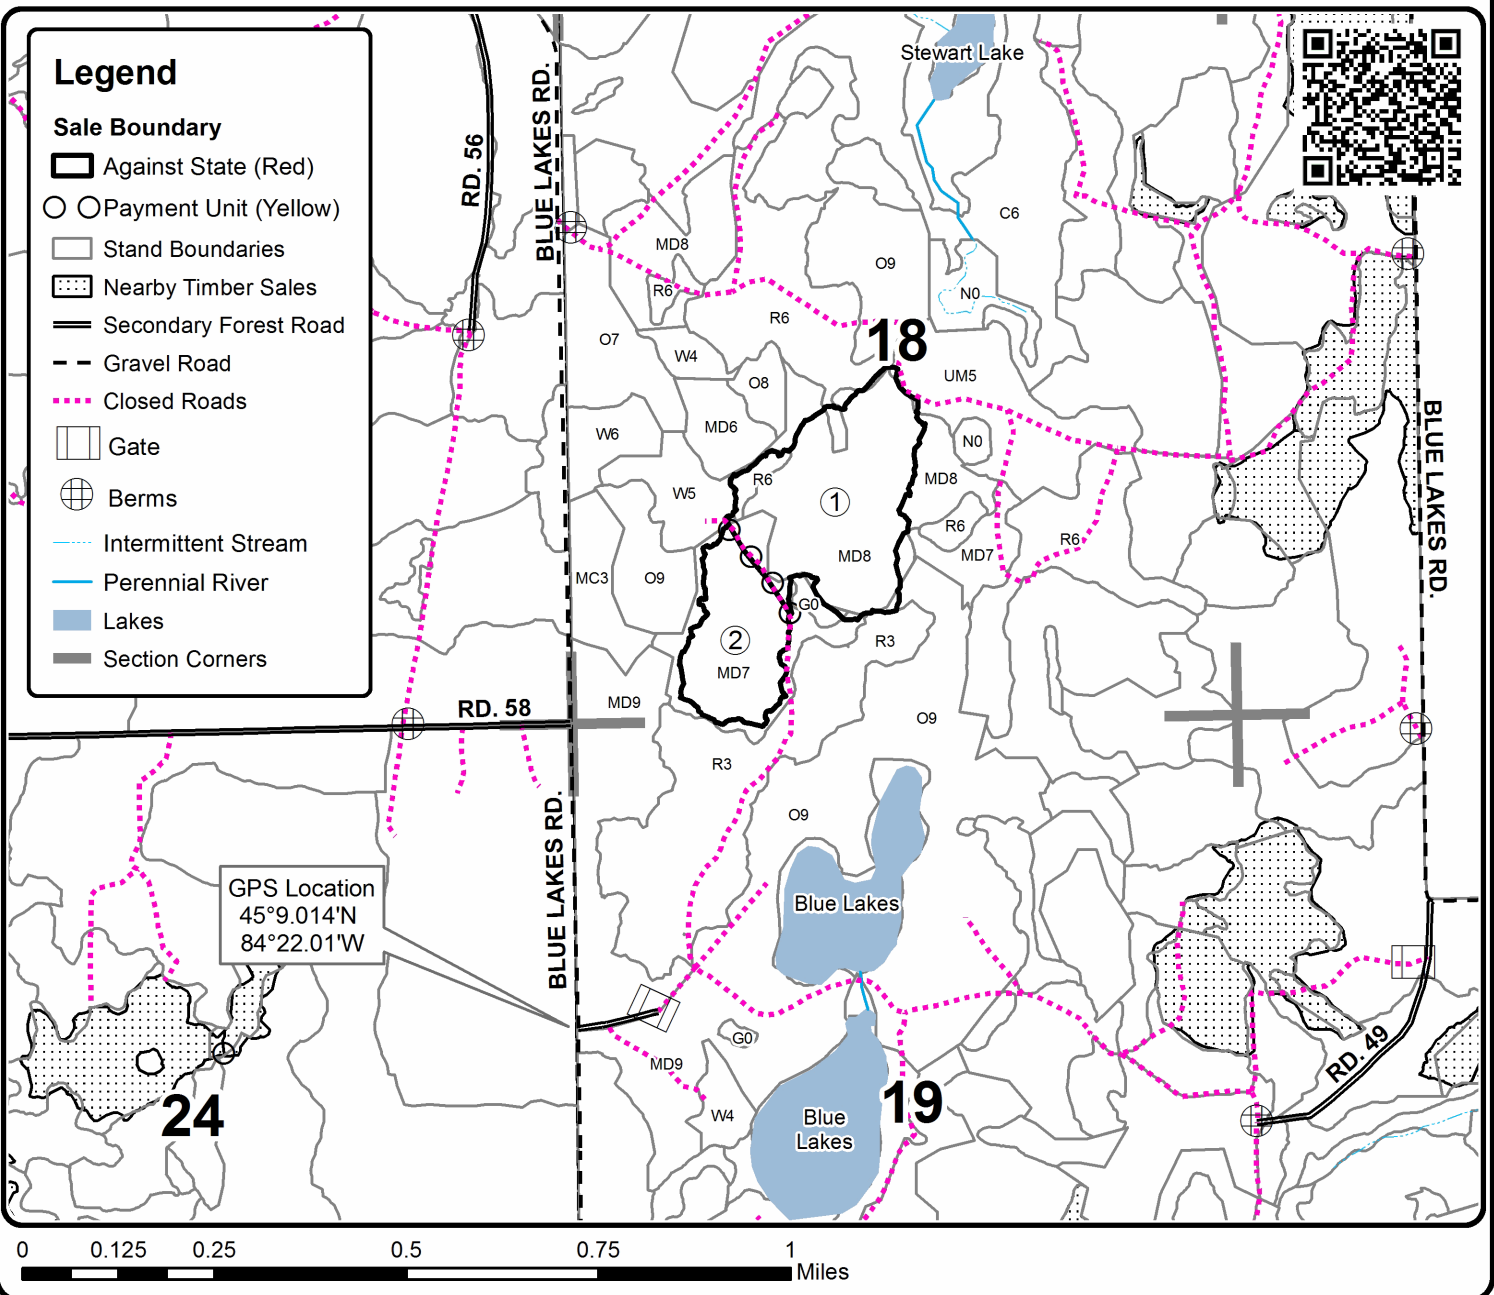 Legend
Sale Boundary
Against State (Red)
Payment Unit (Yellow)
Stand Boundaries
Nearby Timber Sales
Secondary Forest Road
Gravel Road
Closed Roads
Gate
Berms
Intermittent Stream
Perennial River
Lakes
Section Corners
RD. 56
BLUE LAKES RD.
Stewart Lake
C6
MD8
O9
R6
N0
R6
O7
18
W4
UM5
O8
W6
MD6
N0
BLUE LAKES RD.
R6
MD8
W5
1
R6
R6
MD8
MD7
MC3
O9
G0
2
R3
MD7
MD9
RD. 58
O9
R3
O9
BLUE LAKES RD.
GPS Location
45°9.014'N
84°22.01'W
Blue Lakes
G0
RD. 49
MD9
24
W4
19
Blue
Lakes
0
0.125
0.25
0.5
0.75
1
Miles